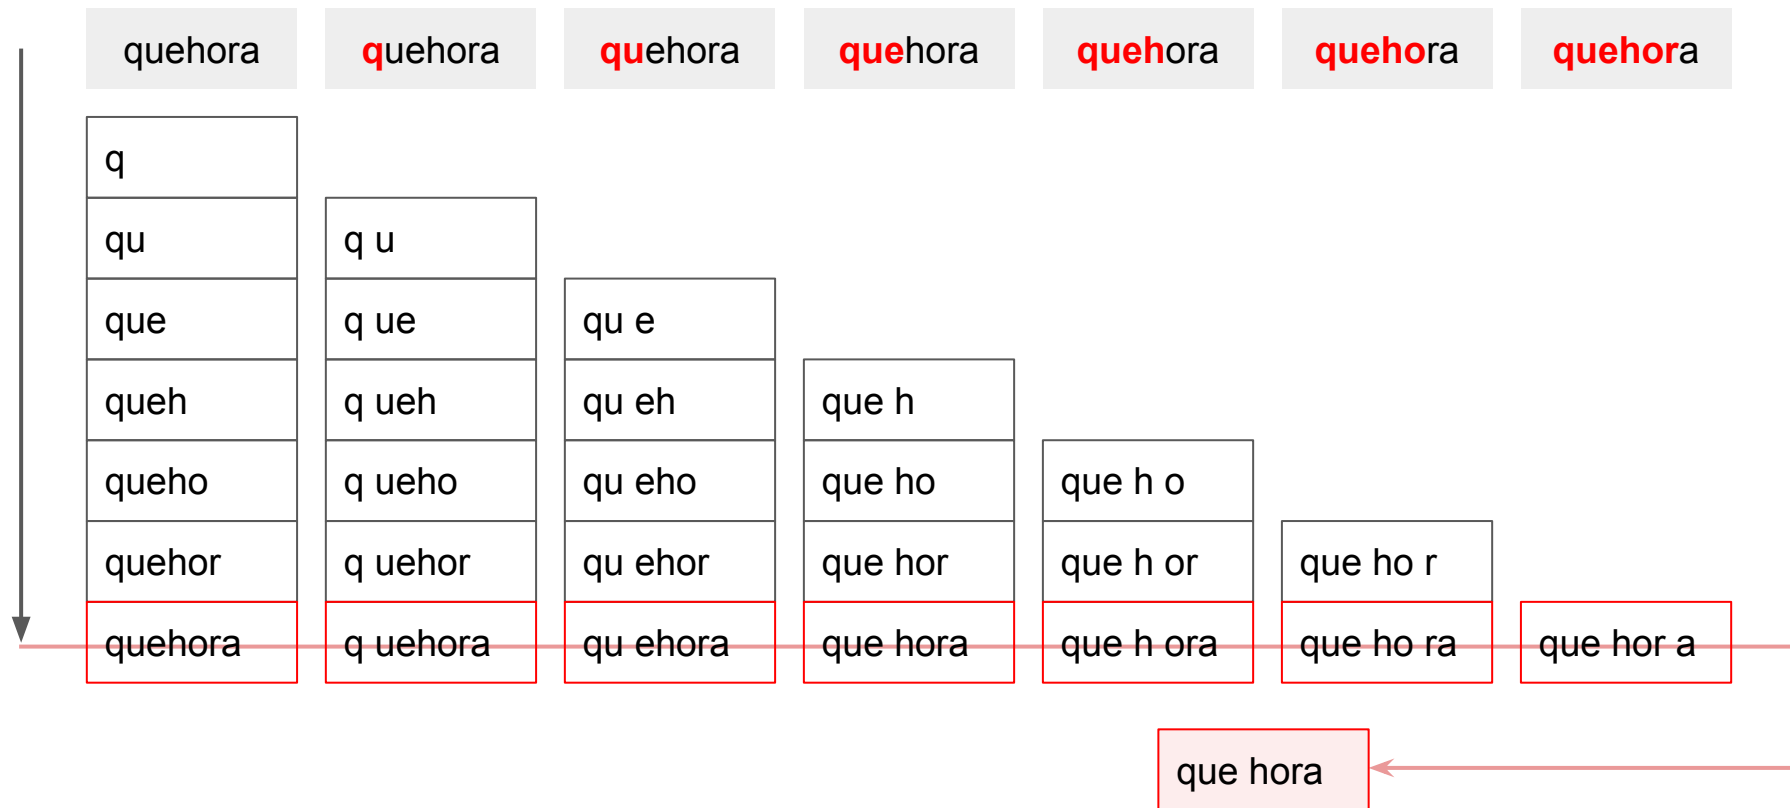 quehora quehora quehora quehora quehora quehora quehora
q
qu q u
que q ue qu e
queh q ueh qu eh que h
queho q ueho qu eho que ho que h o
quehor q uehor qu ehor que hor que h or que ho r
quehora q uehora qu ehora que hora que h ora que ho ra que hor a
que hora